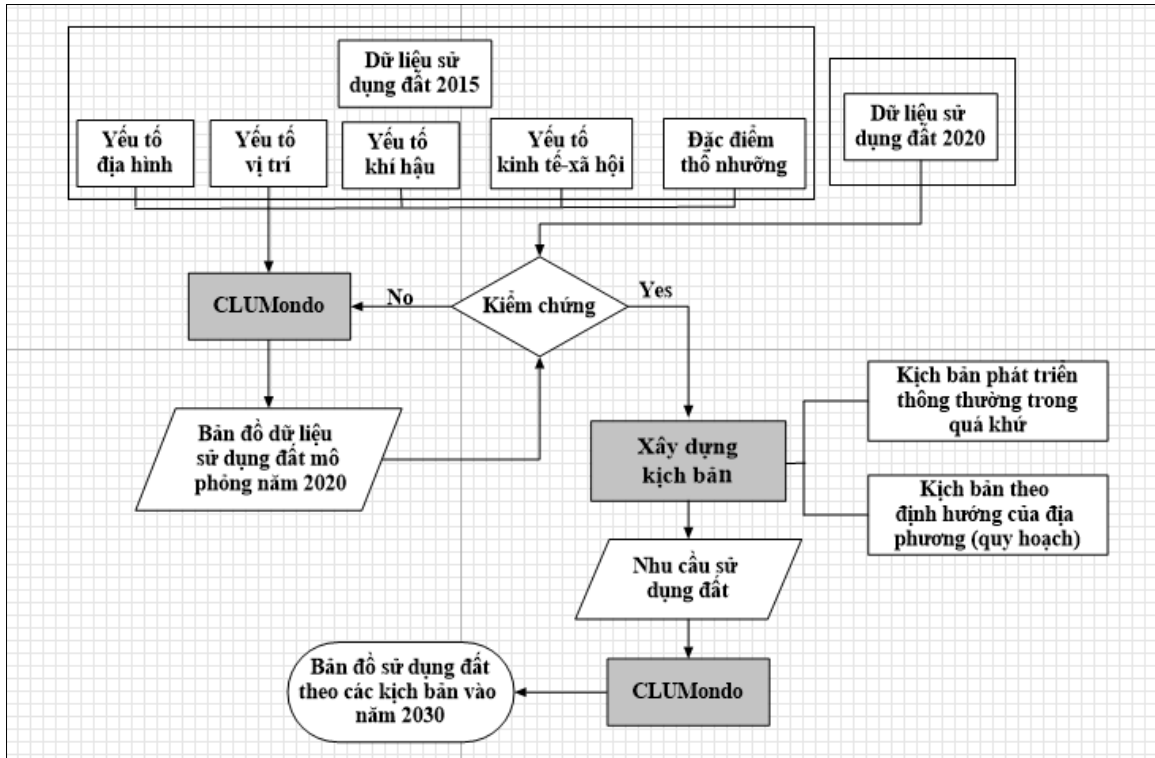 Dữ liệu sử
dụng đất 2015
Dữ liệu sử
dụng đất 2020
Yếu tố
địa hình
Yếu tố
vị trí
Yếu tố
khí hậu
Yếu tố
kinh tế-xã hội
Đặc điểm
thổ nhưỡng
CLUMondo
No
Kiểm chứng
Yes
Bản đồ dữ liệu
sử dụng đất mô
phỏng năm 2020
Xây dựng
kịch bản
Kịch bản phát triển
thông thường trong
quá khứ
Kịch bản theo
định hướng của địa
phương (quy hoạch)
Nhu cầu sử
dụng đất
CLUMondo
Bản đồ sử dụng đất
theo các kịch bản vào
năm 2030